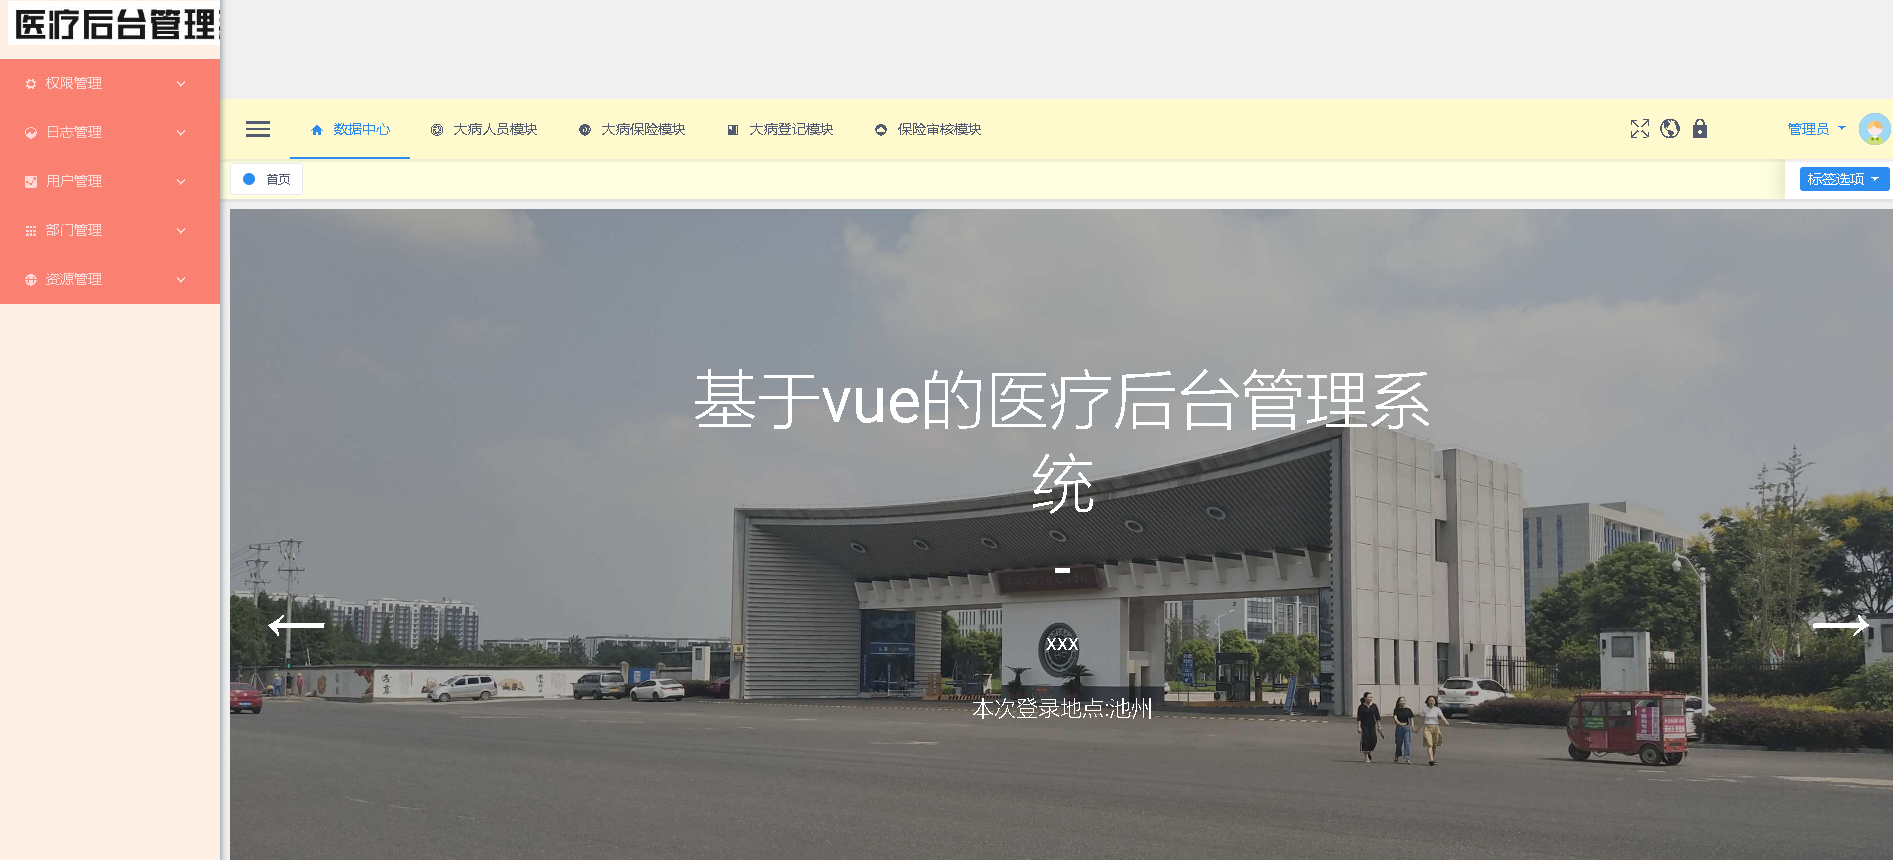 医疗后台管理
权限管理
日志管理
用户管理
部门管理
资源管理
数据中心
大病人员模块
大病保险模块
大病登记模块
保险审核模块
管理员
首页
标签选项
基于vue的医疗后台管理系
统
-
xxx
本次登录地点:池州